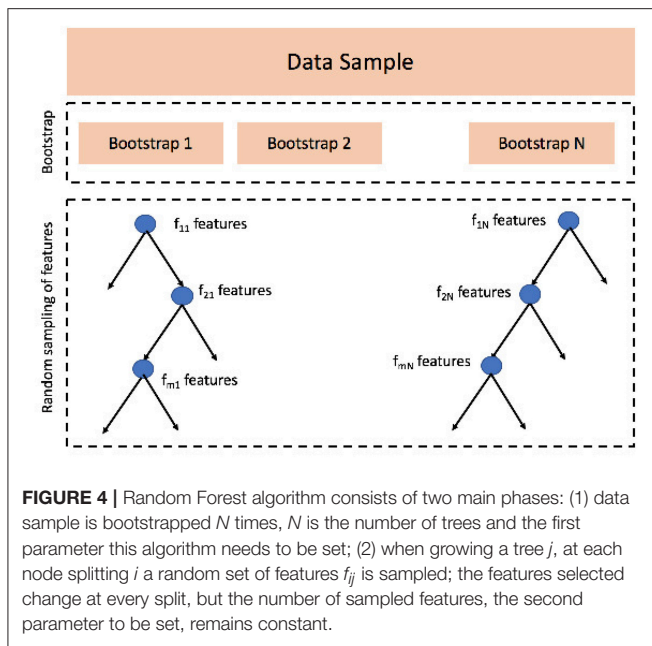 Data Sample
Bootstrap
Bootstrap 1
Bootstrap 2
Bootstrap N
Random sampling of features
f11 features
f21 features
fm1 features
f1N features
f2N features
fmN features
FIGURE 4 | Random Forest algorithm consists of two main phases: (1) data
sample is bootstrapped N times, N is the number of trees and the first
parameter this algorithm needs to be set; (2) when growing a tree j, at each
node splitting i a random set of features fij is sampled; the features selected
change at every split, but the number of sampled features, the second
parameter to be set, remains constant.